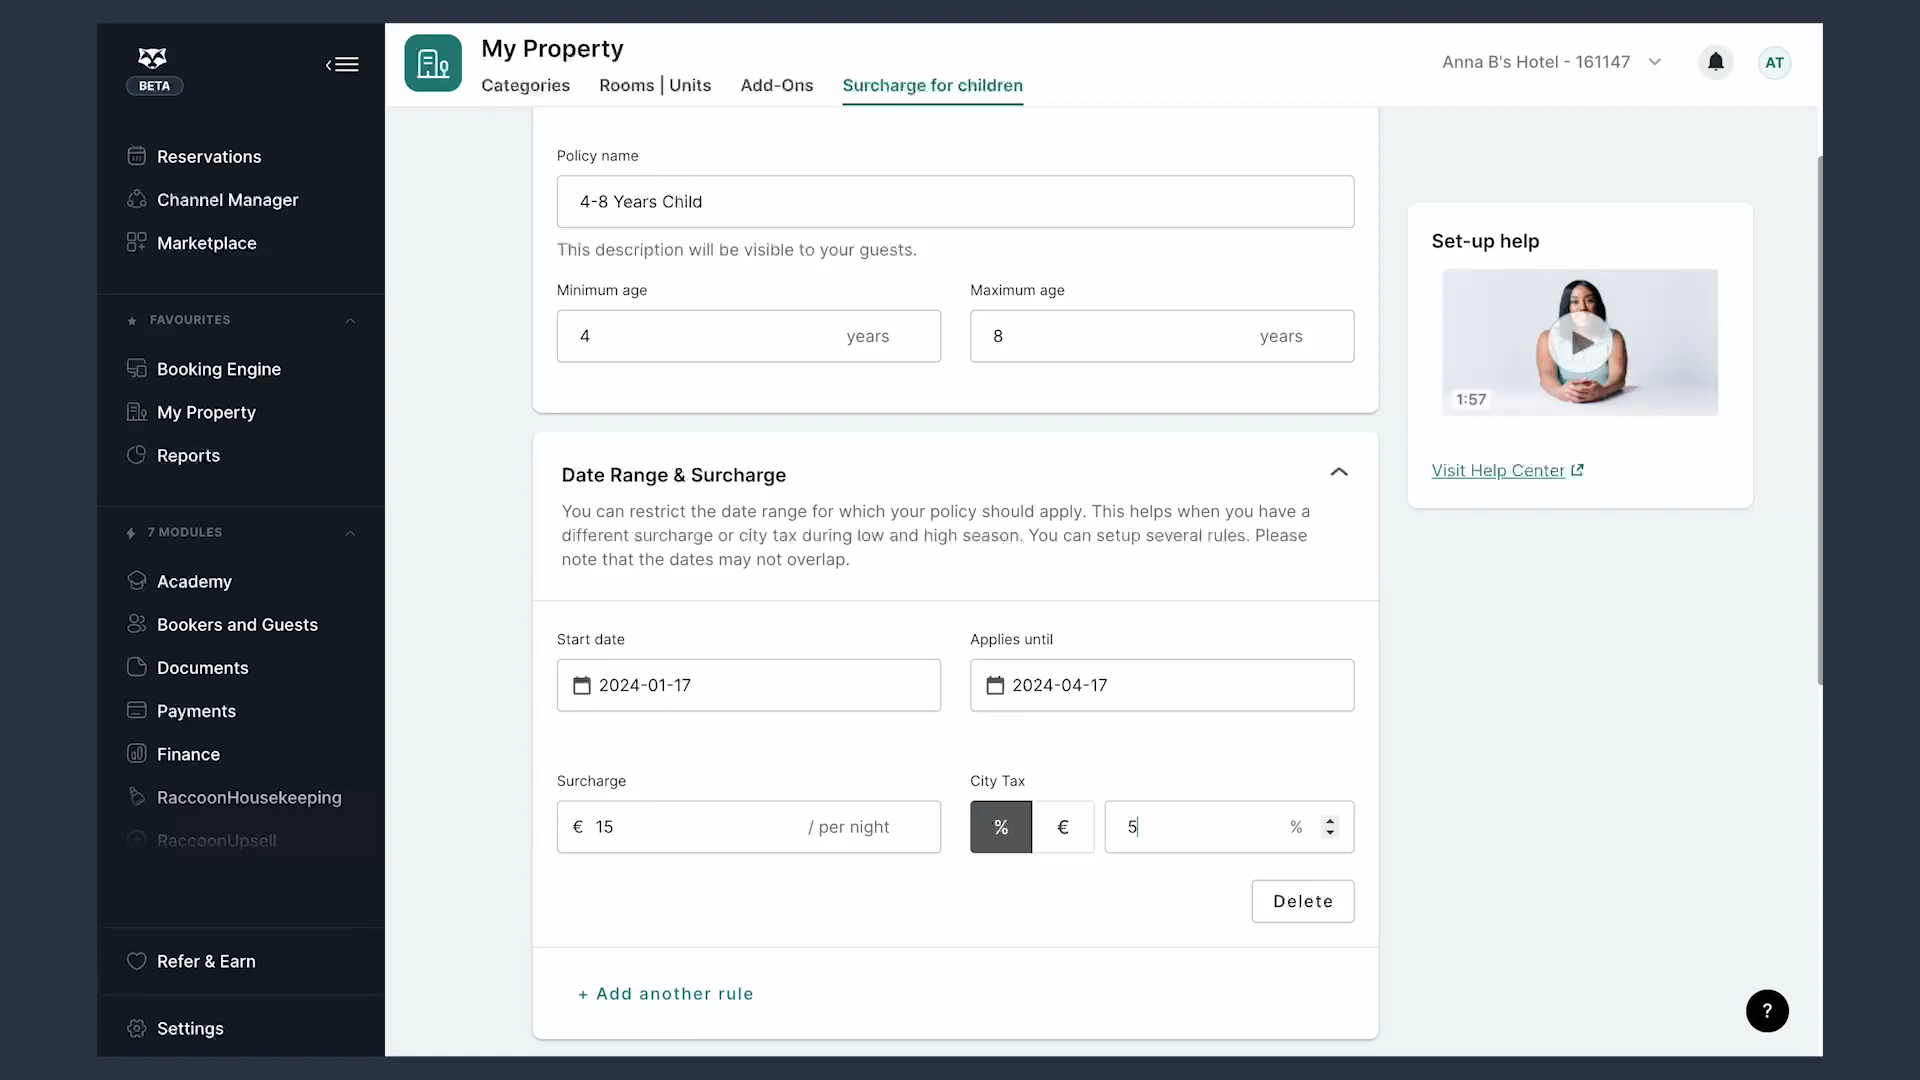 BETA
Reservations
Channel Manager
Marketplace
FAVOURITES
Booking Engine
My Property
Reports
7 MODULES
Academy
Bookers and Guests
Documents
Payments
Finance
RaccoonHousekeeping
RaccoonUpsell
Refer & Earn
Settings
My Property
Categories
Rooms | Units
Add-Ons
Surcharge for children
Anna B's Hotel - 161147
AT
Policy name
4-8 Years Child
This description will be visible to your guests.
Minimum age
Maximum age
4 years
8 years
Date Range & Surcharge
You can restrict the date range for which your policy should apply. This helps when you have a
different surcharge or city tax during low and high season. You can setup several rules. Please
note that the dates may not overlap.
Start date
Applies until
2024-01-17
2024-04-17
Surcharge
City Tax
€ 15 / per night
% € 5 %
Delete
+ Add another rule
Set-up help
1:57
Visit Help Center
?